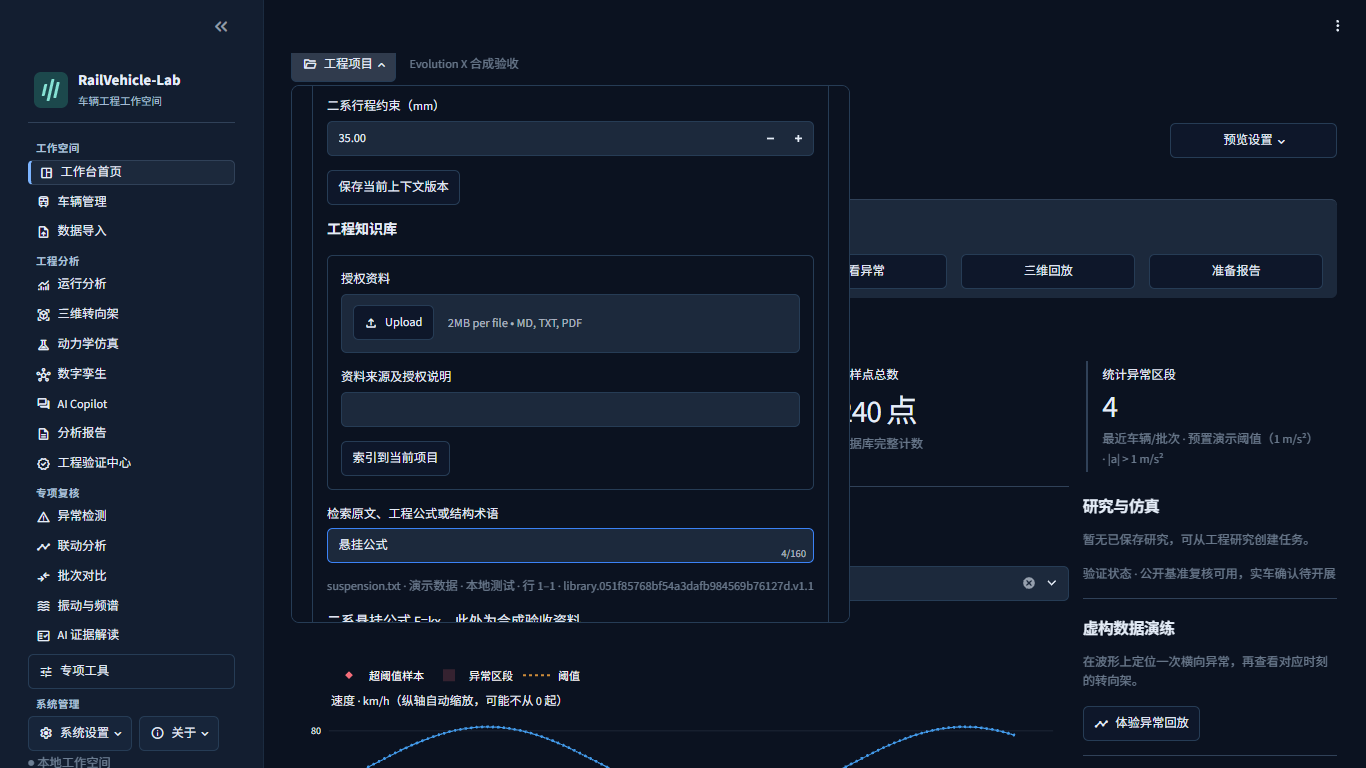 RailVehicle-Lab
车辆工程工作空间
工作空间
工作台首页
车辆管理
数据导入
工程分析
运行分析
三维转向架
动力学仿真
数字孪生
AI Copilot
分析报告
工程验证中心
专项复核
异常检测
联动分析
批次对比
振动与频谱
AI 证据解读
专项工具
系统管理
系统设置
关于
本地工作空间
工程项目
Evolution X 合成验收
二系行程约束（mm）
35.00
保存当前上下文版本
工程知识库
授权资料
Upload
2MB per file • MD, TXT, PDF
资料来源及授权说明
索引到当前项目
检索原文、工程公式或结构术语
悬挂公式
4/160
suspension.txt · 演示数据 · 本地测试 · 行 1–1 · library.051f85768bf54a3dafb984569b76127d.v1.1
二系悬挂公式 F=kx，此处为合成验收资料
预览设置
看异常
三维回放
准备报告
样点总数
240 点
据库完整计数
统计异常区段
4
最近车辆/批次 · 预置演示阈值（1 m/s²）
· |a| > 1 m/s²
研究与仿真
暂无已保存研究，可从工程研究创建任务。
验证状态 · 公开基准复核可用，实车确认待开展
虚构数据演练
在波形上定位一次横向异常，再查看对应时刻
的转向架。
体验异常回放
超阈值样本
异常区段
阈值
速度 · km/h（纵轴自动缩放，可能不从 0 起）
80